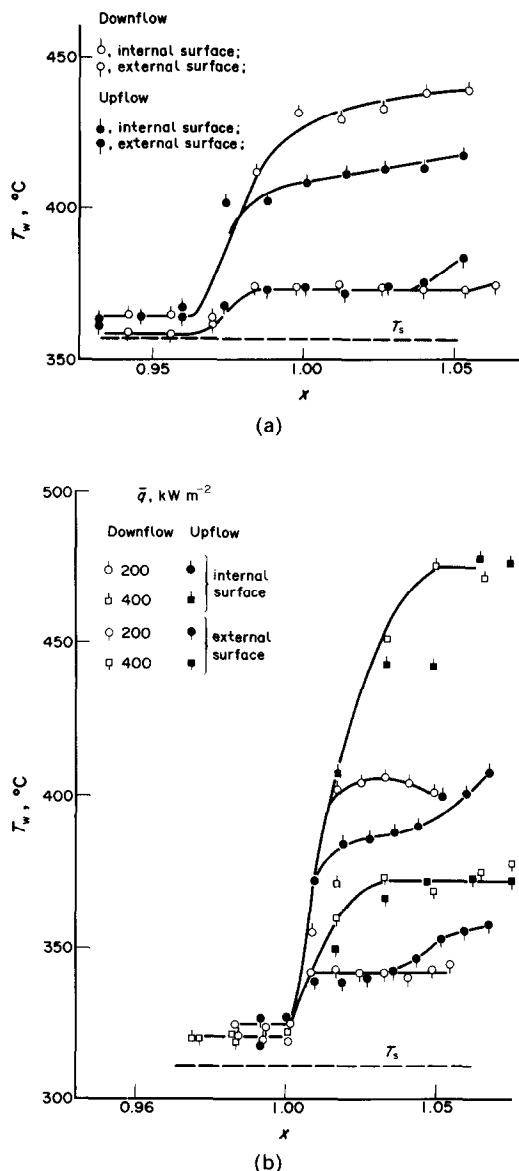 Downflow
, internal surface;
, external surface;
Upflow
, internal surface;
, external surface;
450
400
350
T_w, °C
T_s
0.95
1.00
1.05
x
(a)
q̄, kW m⁻²
Downflow Upflow
200
400
internal surface
200
400
external surface
500
450
400
350
300
T_w, °C
T_s
0.96
1.00
1.05
x
(b)